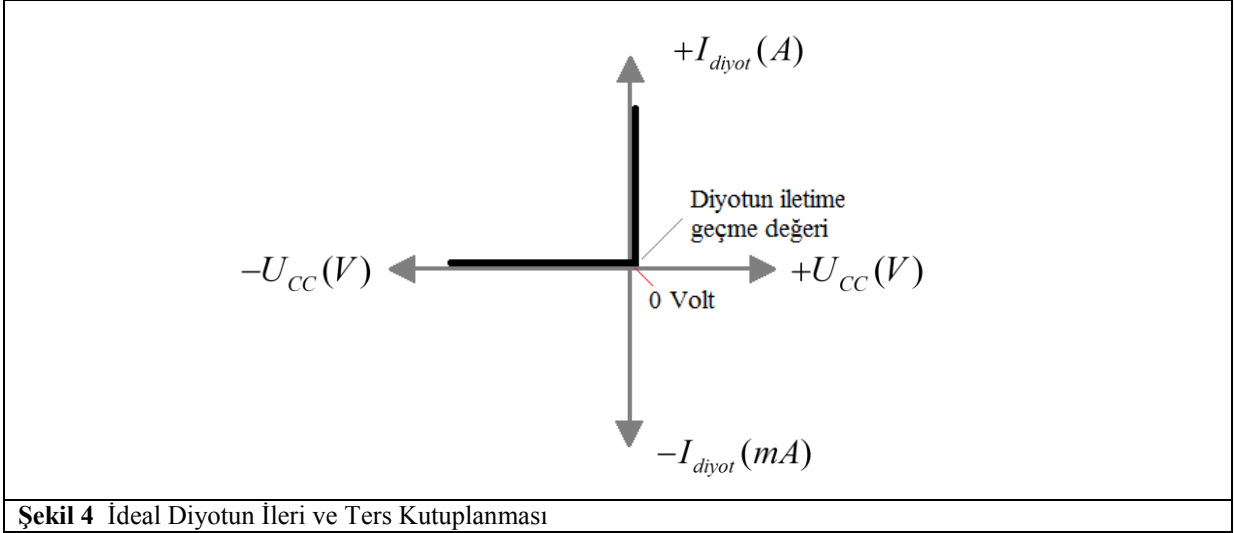 +I_diyot(A)
Diyotun iletime
geçme değeri
−U_CC(V)
+U_CC(V)
0 Volt
−I_diyot(mA)
Şekil 4 İdeal Diyotun İleri ve Ters Kutuplanması